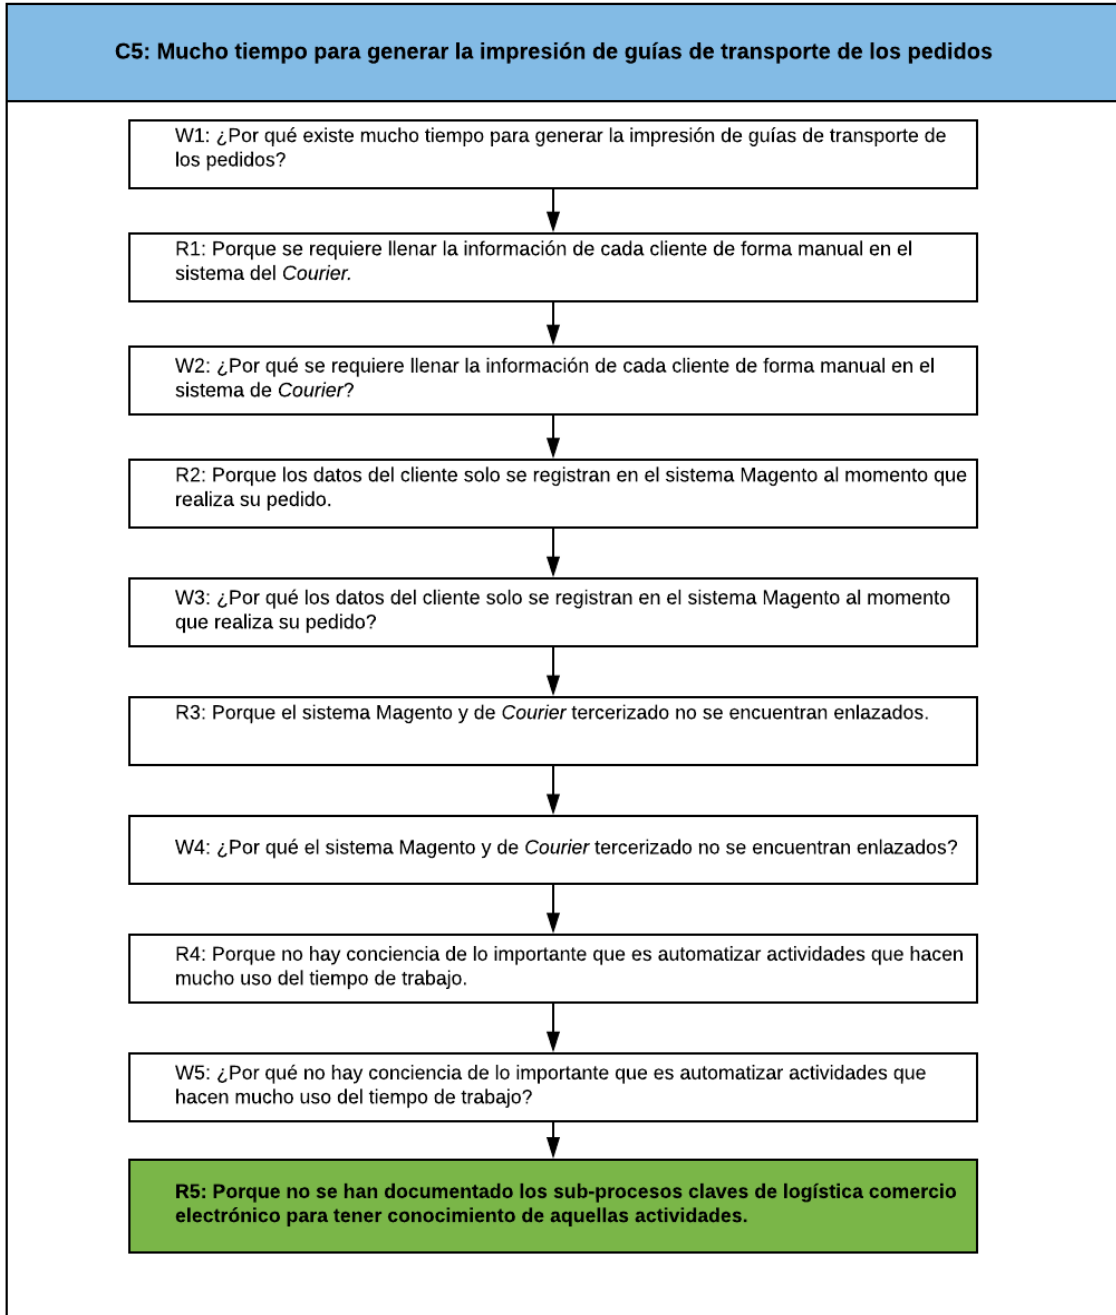 C5: Mucho tiempo para generar la impresión de guías de transporte de los pedidos
W1: ¿Por qué existe mucho tiempo para generar la impresión de guías de transporte de
los pedidos?
R1: Porque se requiere llenar la información de cada cliente de forma manual en el
sistema del Courier.
W2: ¿Por qué se requiere llenar la información de cada cliente de forma manual en el
sistema de Courier?
R2: Porque los datos del cliente solo se registran en el sistema Magento al momento que
realiza su pedido.
W3: ¿Por qué los datos del cliente solo se registran en el sistema Magento al momento
que realiza su pedido?
R3: Porque el sistema Magento y de Courier tercerizado no se encuentran enlazados.
W4: ¿Por qué el sistema Magento y de Courier tercerizado no se encuentran enlazados?
R4: Porque no hay conciencia de lo importante que es automatizar actividades que hacen
mucho uso del tiempo de trabajo.
W5: ¿Por qué no hay conciencia de lo importante que es automatizar actividades que
hacen mucho uso del tiempo de trabajo?
R5: Porque no se han documentado los sub-procesos claves de logística comercio
electrónico para tener conocimiento de aquellas actividades.